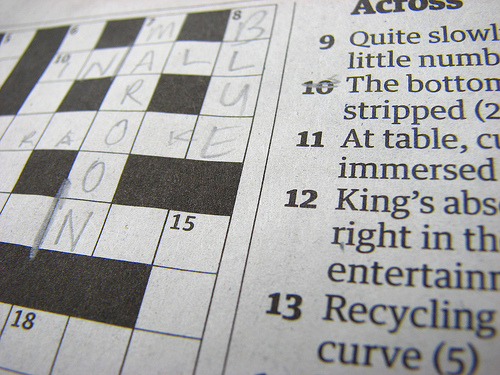 6 7 M 8 B
N A L L
R U
R A O K E
O
N 15
18
Across
9 Quite slowl
little numb
10 The bottom
stripped (2
11 At table, cu
immersed
12 King's abs
right in th
entertainm
13 Recycling
curve (5)